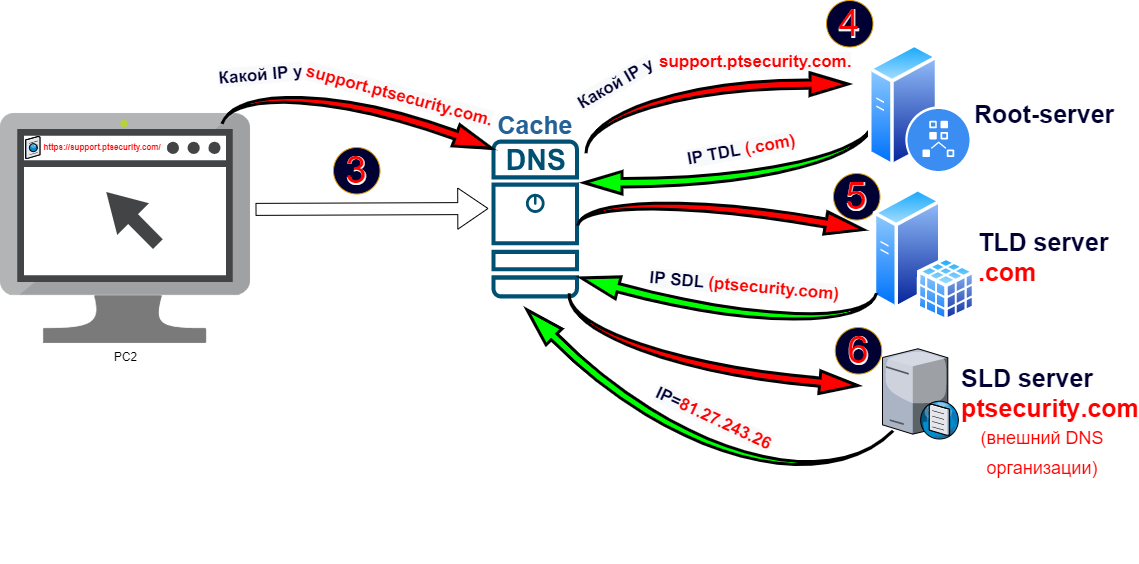 4
Какой IP у support.ptsecurity.com.
Какой IP у support.ptsecurity.com.
Cache
DNS
Root-server
https://support.ptsecurity.com/
IP TDL (.com)
3
5
TLD server
.com
IP SDL (ptsecurity.com)
6
PC2
SLD server
ptsecurity.com
IP=81.27.243.26
(внешний DNS
организации)